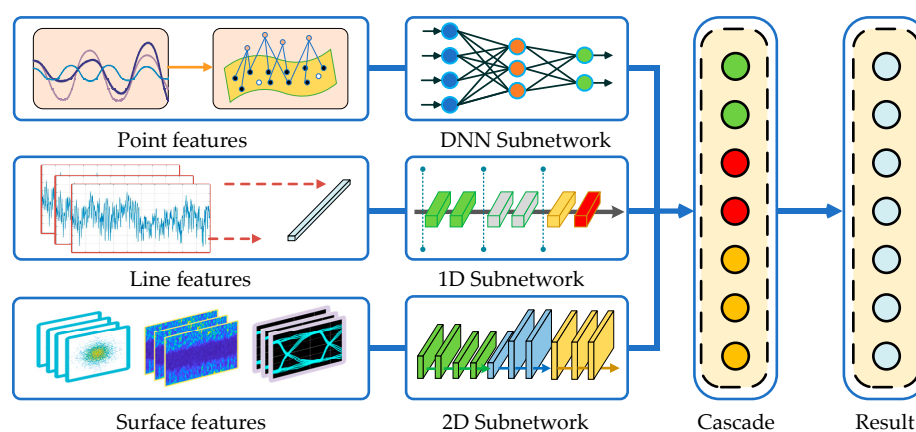 Point features
DNN Subnetwork
Line features
1D Subnetwork
Surface features
2D Subnetwork
Cascade
Result